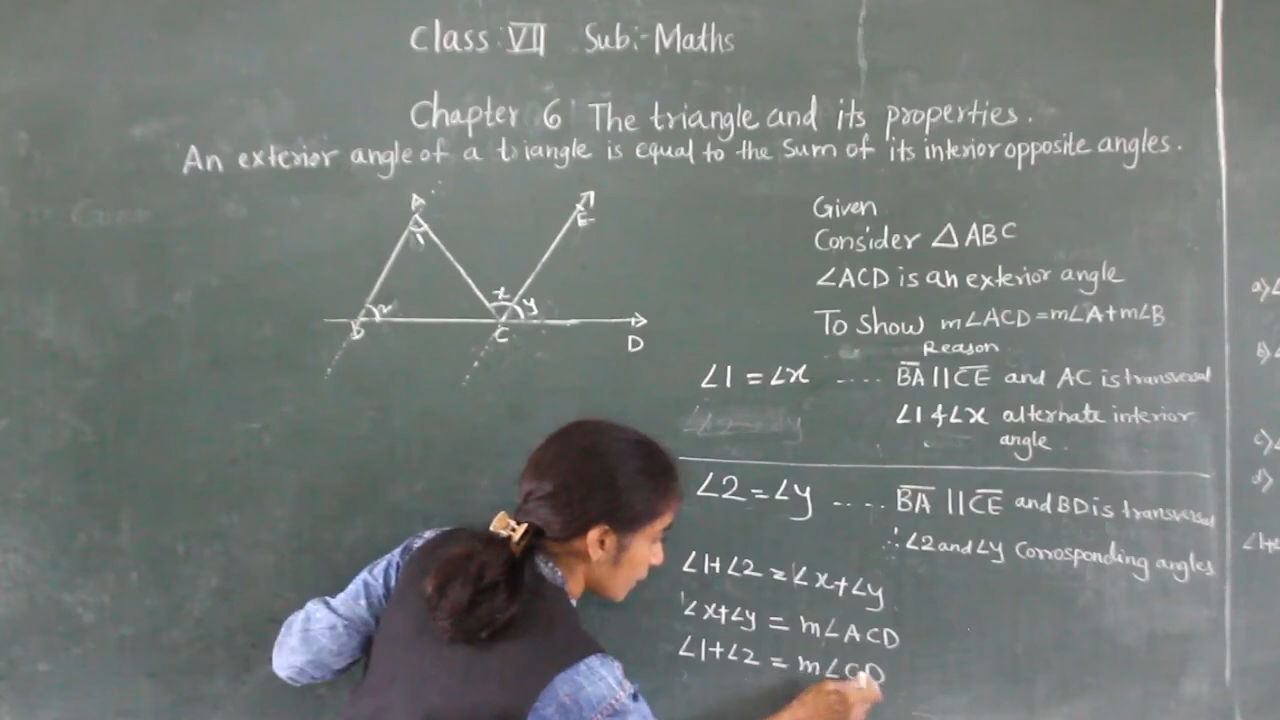 Class: VII Sub:- Maths
Chapter 6 The triangle and its properties.
An exterior angle of a triangle is equal to the sum of its interior opposite angles.
A
1
E
B
2
x
y
C
D
Given
Consider △ABC
∠ACD is an exterior angle
To Show m∠ACD=m∠A+m∠B
Reason
∠1 = ∠x .... BA || CE and AC is transversal
∠1 & ∠x alternate interior
angle.
∠2 = ∠y .... BA || CE and BD is transversal
∴ ∠2 and ∠y Corrosponding angles
∠1+∠2 = ∠x+∠y
∠x+∠y = m∠ACD
∠1+∠2 = m∠CD
a)∠
b)∠
c)∠
d)
∠1+∠